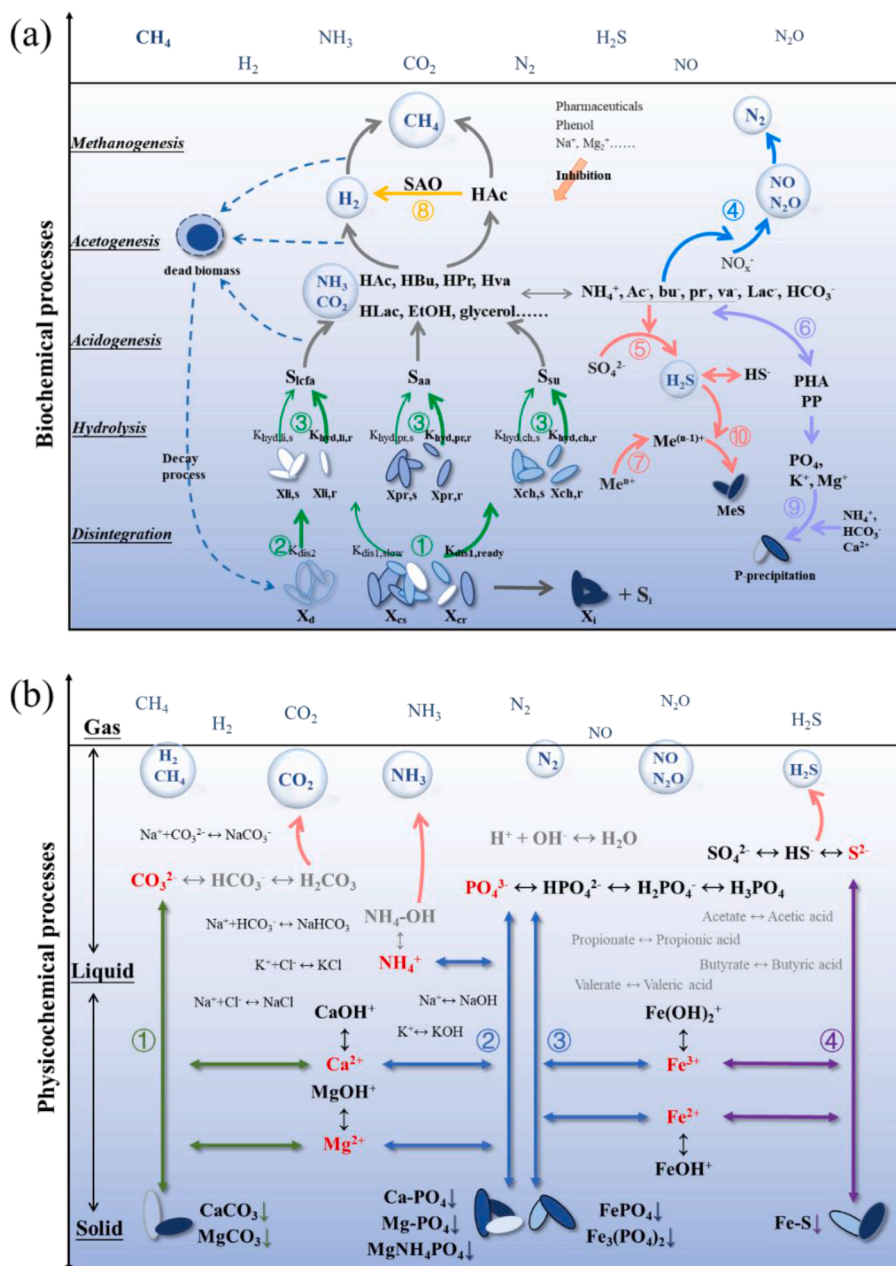 (a)
CH₄ NH₃ H₂S N₂O
H₂ CO₂ N₂ NO
Biochemical processes
Methanogenesis
CH₄
Pharmaceuticals
Phenol
Na⁺, Mg₂⁺……
Inhibition
N₂
NO
N₂O
H₂
SAO
⑧
HAc
④
NOₓ⁻
Acetogenesis
dead biomass
NH₃
CO₂
HAc, HBu, HPr, Hva
HLac, EtOH, glycerol……
NH₄⁺, Ac⁻, bu⁻, pr⁻, va⁻, Lac⁻, HCO₃⁻
Acidogenesis
⑤
⑥
SO₄²⁻
H₂S
HS⁻
PHA
PP
Slcfa Saa Ssu
Hydrolysis
③ ③ ③
Khyd,li,s Khyd,li,r Khyd,pr,s Khyd,pr,r Khyd,ch,s Khyd,ch,r
Me⁽ⁿ⁻¹⁾⁺
⑩
⑦
Meⁿ⁺
MeS
PO₄,
K⁺, Mg⁺
Decay
process
Xli,s Xli,r Xpr,s Xpr,r Xch,s Xch,r
⑨
NH₄⁺,
HCO₃⁻
Ca²⁺
P-precipitation
Disintegration
② Kdis2 Kdis1,slow ① Kdis1,ready
Xd Xcs Xcr Xi + Si
(b)
CH₄ H₂ CO₂ NH₃ N₂ NO N₂O H₂S
Physicochemical processes
Gas
H₂
CH₄
CO₂
NH₃
N₂
NO
N₂O
H₂S
Na⁺+CO₃²⁻ ↔ NaCO₃⁻
H⁺ + OH⁻ ↔ H₂O
SO₄²⁻ ↔ HS⁻ ↔ S²⁻
CO₃²⁻ ↔ HCO₃⁻ ↔ H₂CO₃
PO₄³⁻ ↔ HPO₄²⁻ ↔ H₂PO₄⁻ ↔ H₃PO₄
Na⁺+HCO₃⁻ ↔ NaHCO₃
NH₄-OH
Acetate ↔ Acetic acid
Propionate ↔ Propionic acid
K⁺+Cl⁻ ↔ KCl
NH₄⁺
Butyrate ↔ Butyric acid
Liquid
Valerate ↔ Valeric acid
Na⁺+Cl⁻ ↔ NaCl
Na⁺ ↔ NaOH
CaOH⁺
Fe(OH)₂⁺
K⁺ ↔ KOH
① ② ③ ④
Ca²⁺
Fe³⁺
MgOH⁺
Fe²⁺
Mg²⁺
FeOH⁺
Solid
CaCO₃↓
MgCO₃↓
Ca-PO₄↓
Mg-PO₄↓
MgNH₄PO₄↓
FePO₄↓
Fe₃(PO₄)₂↓
Fe-S↓